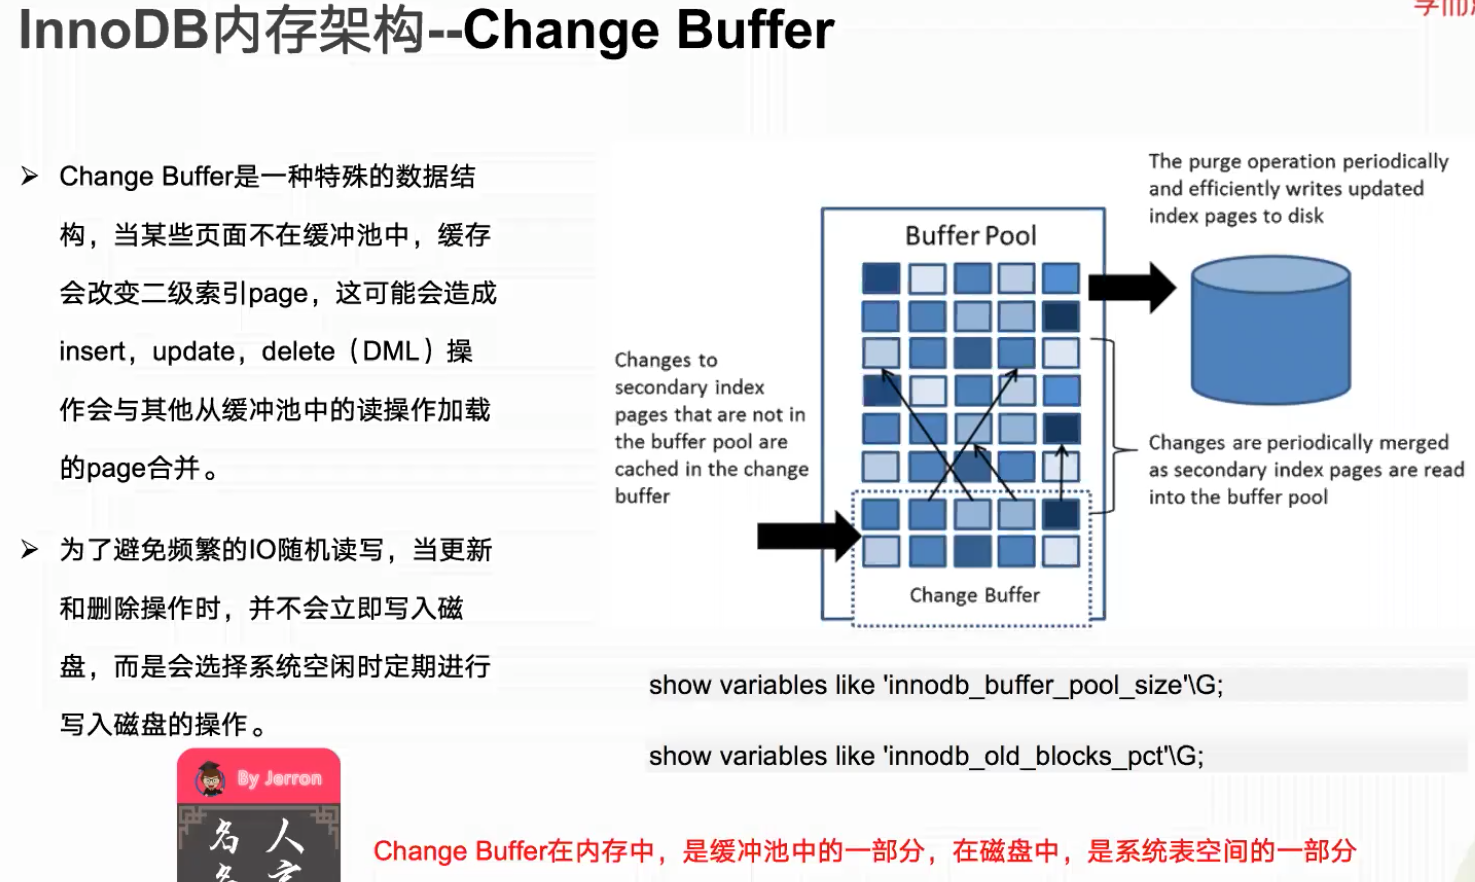 InnoDB内存架构--Change Buffer
Change Buffer是一种特殊的数据结
构，当某些页面不在缓冲池中，缓存
会改变二级索引page，这可能会造成
insert，update，delete（DML）操
作会与其他从缓冲池中的读操作加载
的page合并。
为了避免频繁的IO随机读写，当更新
和删除操作时，并不会立即写入磁
盘，而是会选择系统空闲时定期进行
写入磁盘的操作。
Changes to
secondary index
pages that are not in
the buffer pool are
cached in the change
buffer
Buffer Pool
Change Buffer
The purge operation periodically
and efficiently writes updated
index pages to disk
Changes are periodically merged
as secondary index pages are read
into the buffer pool
show variables like 'innodb_buffer_pool_size'\G;
show variables like 'innodb_old_blocks_pct'\G;
By Jerron
名 人
Change Buffer在内存中，是缓冲池中的一部分，在磁盘中，是系统表空间的一部分